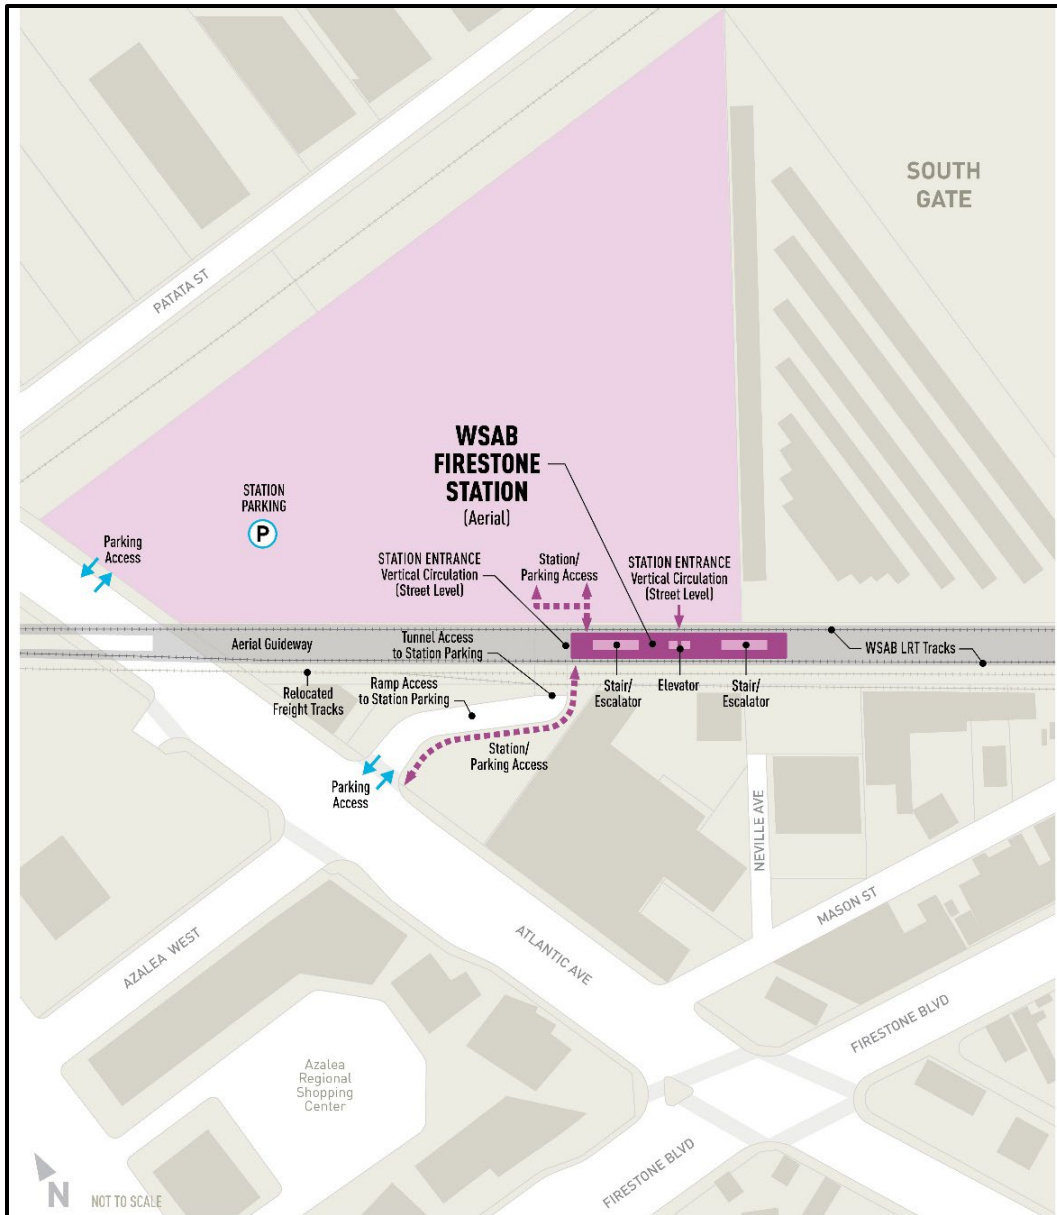 SOUTH
GATE
PATATA ST
WSAB
FIRESTONE
STATION
(Aerial)
STATION
PARKING
P
Parking
Access
STATION ENTRANCE
Vertical Circulation
(Street Level)
Station/
Parking Access
STATION ENTRANCE
Vertical Circulation
(Street Level)
Aerial Guideway
Tunnel Access
to Station Parking
WSAB LRT Tracks
Relocated
Freight Tracks
Ramp Access
to Station Parking
Stair/
Escalator
Elevator
Stair/
Escalator
Station/
Parking Access
Parking
Access
NEVILLE AVE
MASON ST
AZALEA WEST
ATLANTIC AVE
FIRESTONE BLVD
Azalea
Regional
Shopping
Center
FIRESTONE BLVD
N
NOT TO SCALE